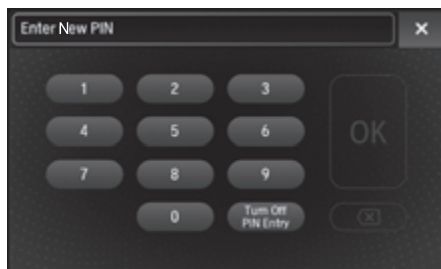 Enter New PIN ×
1 2 3
4 5 6 OK
7 8 9
0 Turn Off
PIN Entry